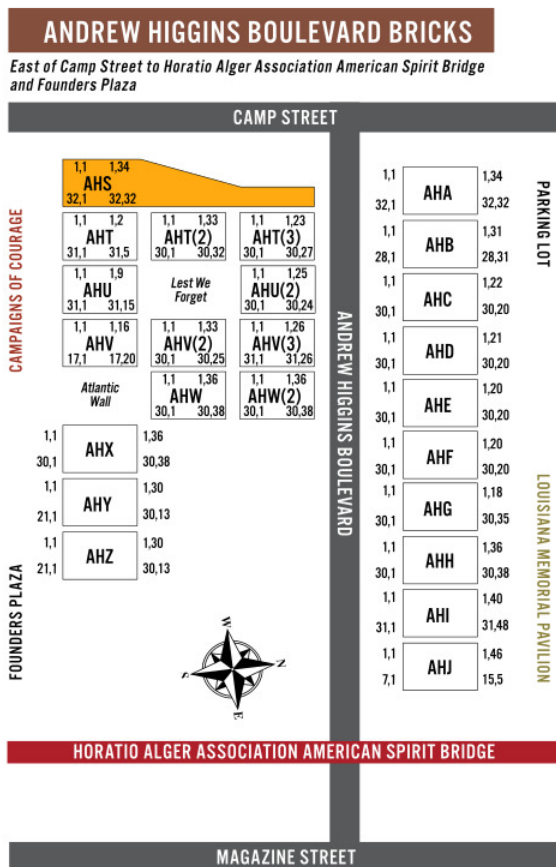 ANDREW HIGGINS BOULEVARD BRICKS
East of Camp Street to Horatio Alger Association American Spirit Bridge
and Founders Plaza
CAMP STREET
1,1 1,34
AHS
32,1 32,32
1,1 1,2
AHT
31,1 31,5
1,1 1,33
AHT(2)
30,1 30,32
1,1 1,23
AHT(3)
30,1 30,27
1,1 1,9
AHU
31,1 31,15
Lest We
Forget
1,1 1,25
AHU(2)
30,1 30,24
1,1 1,16
AHV
17,1 17,20
1,1 1,33
AHV(2)
30,1 30,25
1,1 1,26
AHV(3)
31,1 31,26
Atlantic
Wall
1,1 1,36
AHW
30,1 30,38
1,1 1,36
AHW(2)
30,1 30,38
1,1 1,36
AHX
30,1 30,38
1,1 1,30
AHY
21,1 30,13
1,1 1,30
AHZ
21,1 30,13
CAMPAIGNS OF COURAGE
FOUNDERS PLAZA
W
N
E
ANDREW HIGGINS BOULEVARD
1,1 1,34
AHA
32,1 32,32
1,1 1,31
AHB
28,1 28,31
1,1 1,22
AHC
30,1 30,20
1,1 1,21
AHD
30,1 30,20
1,1 1,20
AHE
30,1 30,20
1,1 1,20
AHF
30,1 30,20
1,1 1,18
AHG
30,1 30,35
1,1 1,36
AHH
30,1 30,38
1,1 1,40
AHI
31,1 31,48
1,1 1,46
AHJ
7,1 15,5
PARKING LOT
LOUISIANA MEMORIAL PAVILION
HORATIO ALGER ASSOCIATION AMERICAN SPIRIT BRIDGE
MAGAZINE STREET